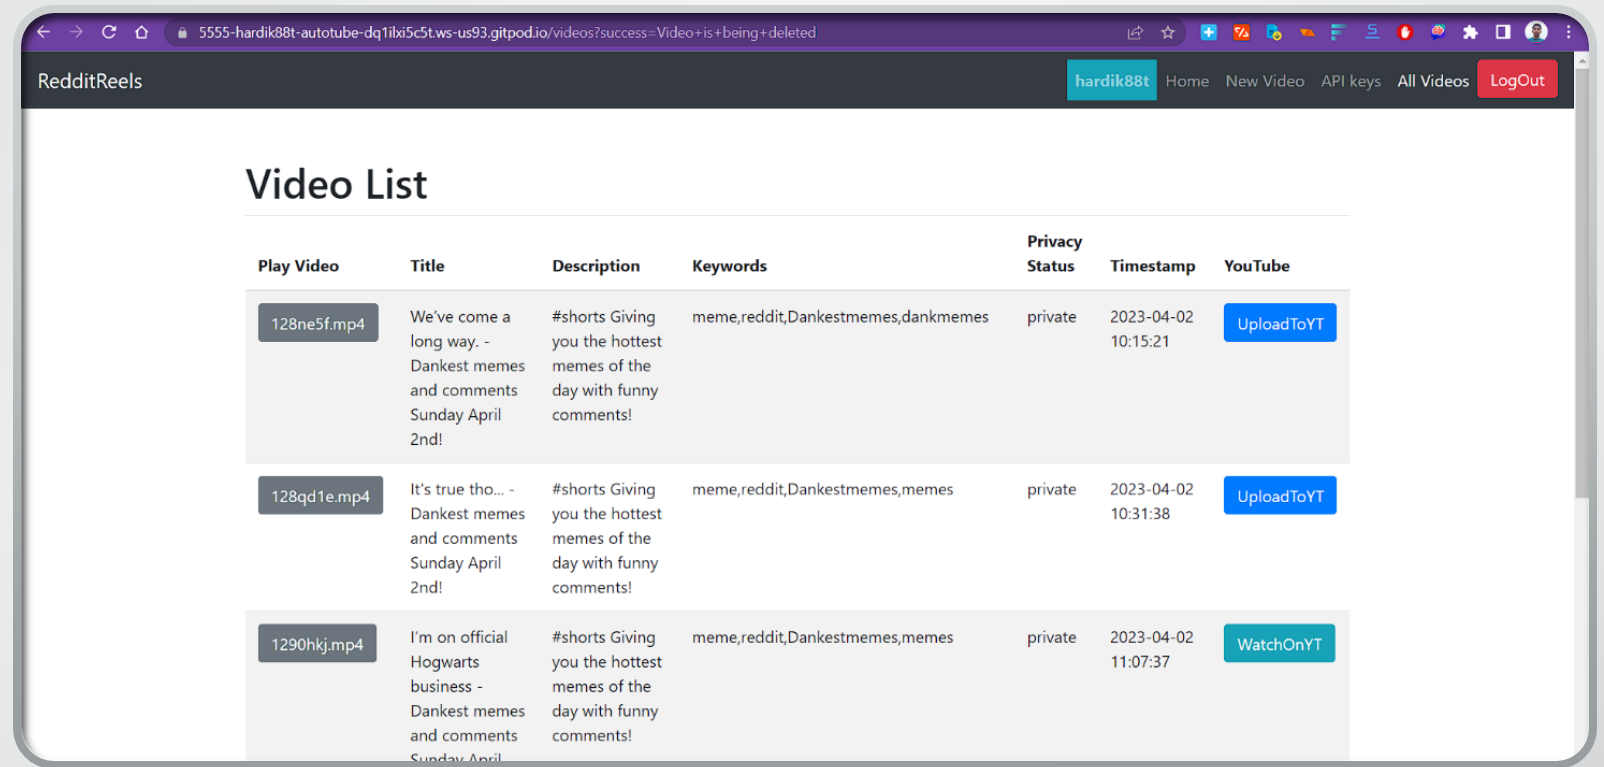 5555-hardik88t-autotube-dq1ilxi5c5t.ws-us93.gitpod.io/videos?success=Video+is+being+deleted
RedditReels
hardik88t Home New Video API keys All Videos LogOut
Video List
Play Video Title Description Keywords Privacy Status Timestamp YouTube
128ne5f.mp4
We've come a
long way. -
Dankest memes
and comments
Sunday April
2nd!
#shorts Giving
you the hottest
memes of the
day with funny
comments!
meme,reddit,Dankestmemes,dankmemes
private
2023-04-02
10:15:21
UploadToYT
128qd1e.mp4
It's true tho... -
Dankest memes
and comments
Sunday April
2nd!
#shorts Giving
you the hottest
memes of the
day with funny
comments!
meme,reddit,Dankestmemes,memes
private
2023-04-02
10:31:38
UploadToYT
1290hkj.mp4
I'm on official
Hogwarts
business -
Dankest memes
and comments
Sunday April
#shorts Giving
you the hottest
memes of the
day with funny
comments!
meme,reddit,Dankestmemes,memes
private
2023-04-02
11:07:37
WatchOnYT